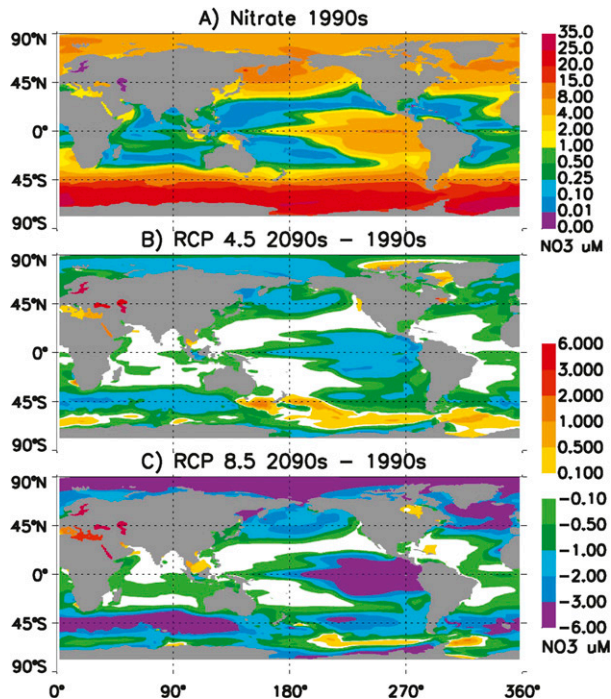 A) Nitrate 1990s
90°N
45°N
0°
45°S
90°S
35.0
25.0
20.0
15.0
8.00
4.00
2.00
1.00
0.50
0.25
0.10
0.01
0.00
NO3 uM
B) RCP 4.5 2090s – 1990s
90°N
45°N
0°
45°S
90°S
6.000
3.000
2.000
1.000
0.500
0.100
C) RCP 8.5 2090s – 1990s
90°N
45°N
0°
45°S
90°S
-0.10
-0.50
-1.00
-2.00
-3.00
-6.00
NO3 uM
0° 90° 180° 270° 360°